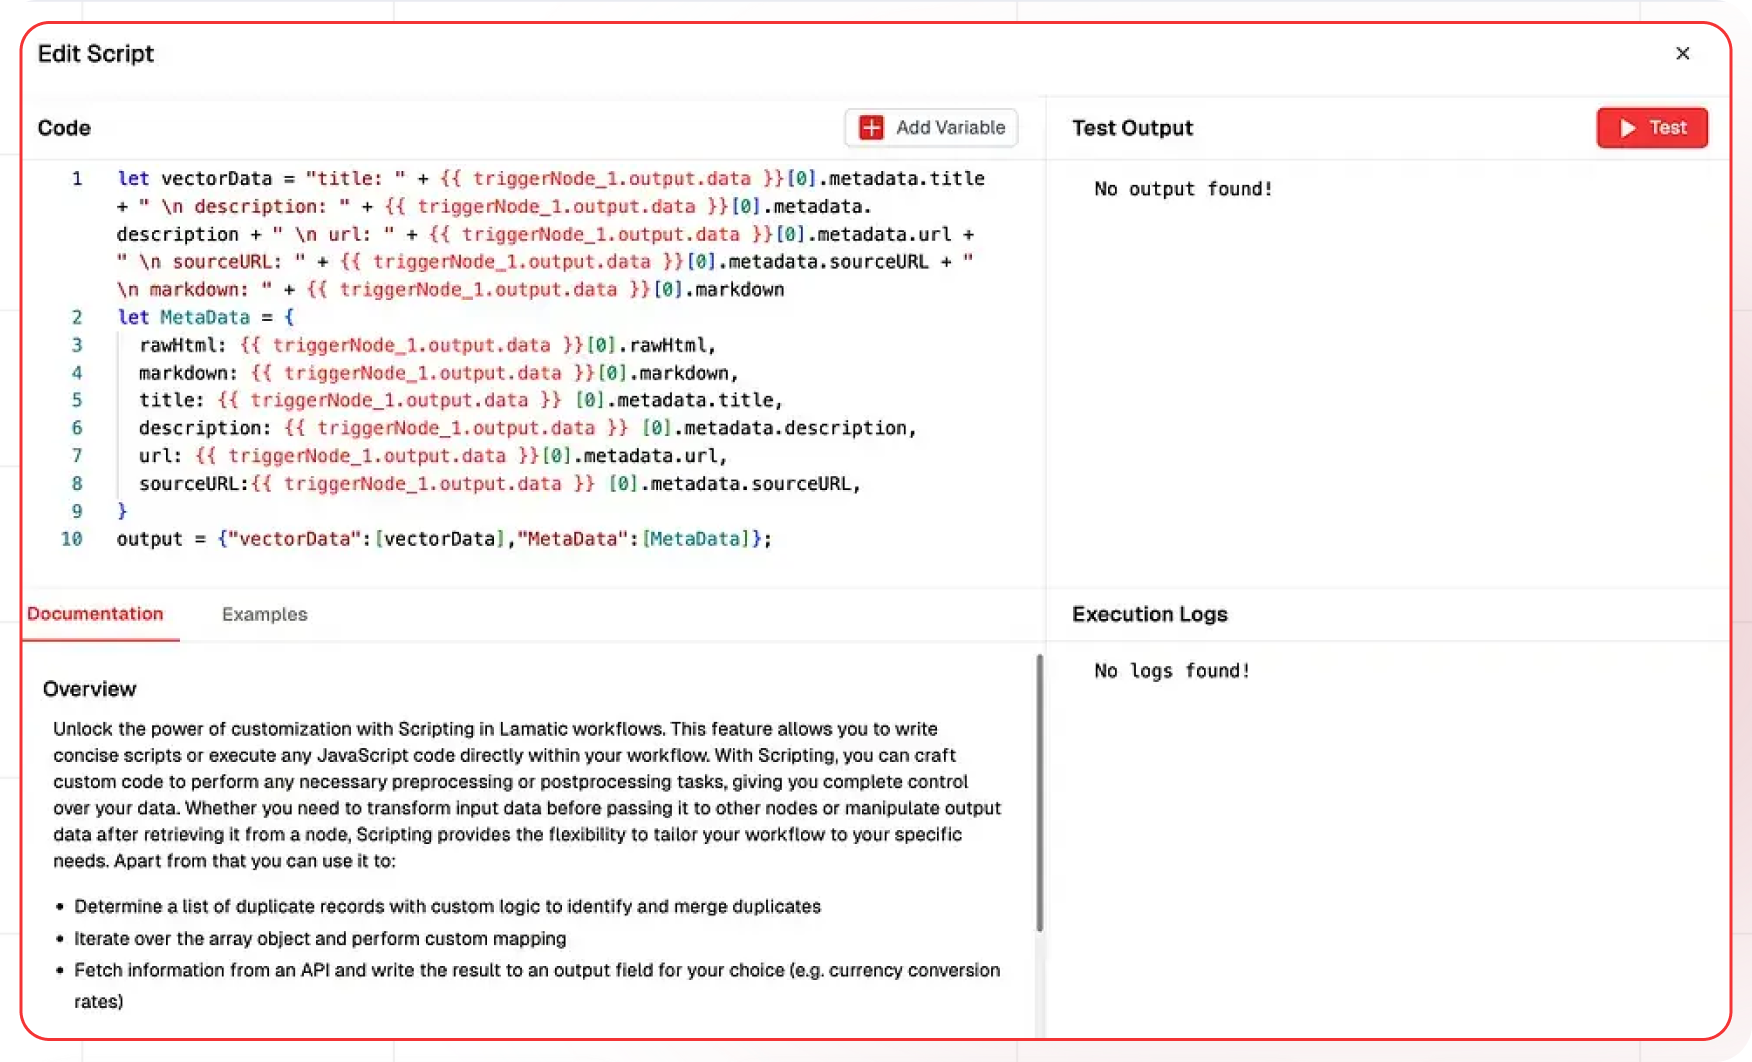 Edit Script
Code
Add Variable
1 let vectorData = "title: " + {{ triggerNode_1.output.data }}[0].metadata.title
+ " \n description: " + {{ triggerNode_1.output.data }}[0].metadata.
description + " \n url: " + {{ triggerNode_1.output.data }}[0].metadata.url +
" \n sourceURL: " + {{ triggerNode_1.output.data }}[0].metadata.sourceURL + "
\n markdown: " + {{ triggerNode_1.output.data }}[0].markdown
2 let MetaData = {
3 rawHtml: {{ triggerNode_1.output.data }}[0].rawHtml,
4 markdown: {{ triggerNode_1.output.data }}[0].markdown,
5 title: {{ triggerNode_1.output.data }} [0].metadata.title,
6 description: {{ triggerNode_1.output.data }} [0].metadata.description,
7 url: {{ triggerNode_1.output.data }}[0].metadata.url,
8 sourceURL:{{ triggerNode_1.output.data }} [0].metadata.sourceURL,
9 }
10 output = {"vectorData":[vectorData],"MetaData":[MetaData]};
Test Output
Test
No output found!
Documentation
Examples
Overview
Unlock the power of customization with Scripting in Lamatic workflows. This feature allows you to write
concise scripts or execute any JavaScript code directly within your workflow. With Scripting, you can craft
custom code to perform any necessary preprocessing or postprocessing tasks, giving you complete control
over your data. Whether you need to transform input data before passing it to other nodes or manipulate output
data after retrieving it from a node, Scripting provides the flexibility to tailor your workflow to your specific
needs. Apart from that you can use it to:
• Determine a list of duplicate records with custom logic to identify and merge duplicates
• Iterate over the array object and perform custom mapping
• Fetch information from an API and write the result to an output field for your choice (e.g. currency conversion
rates)
Execution Logs
No logs found!